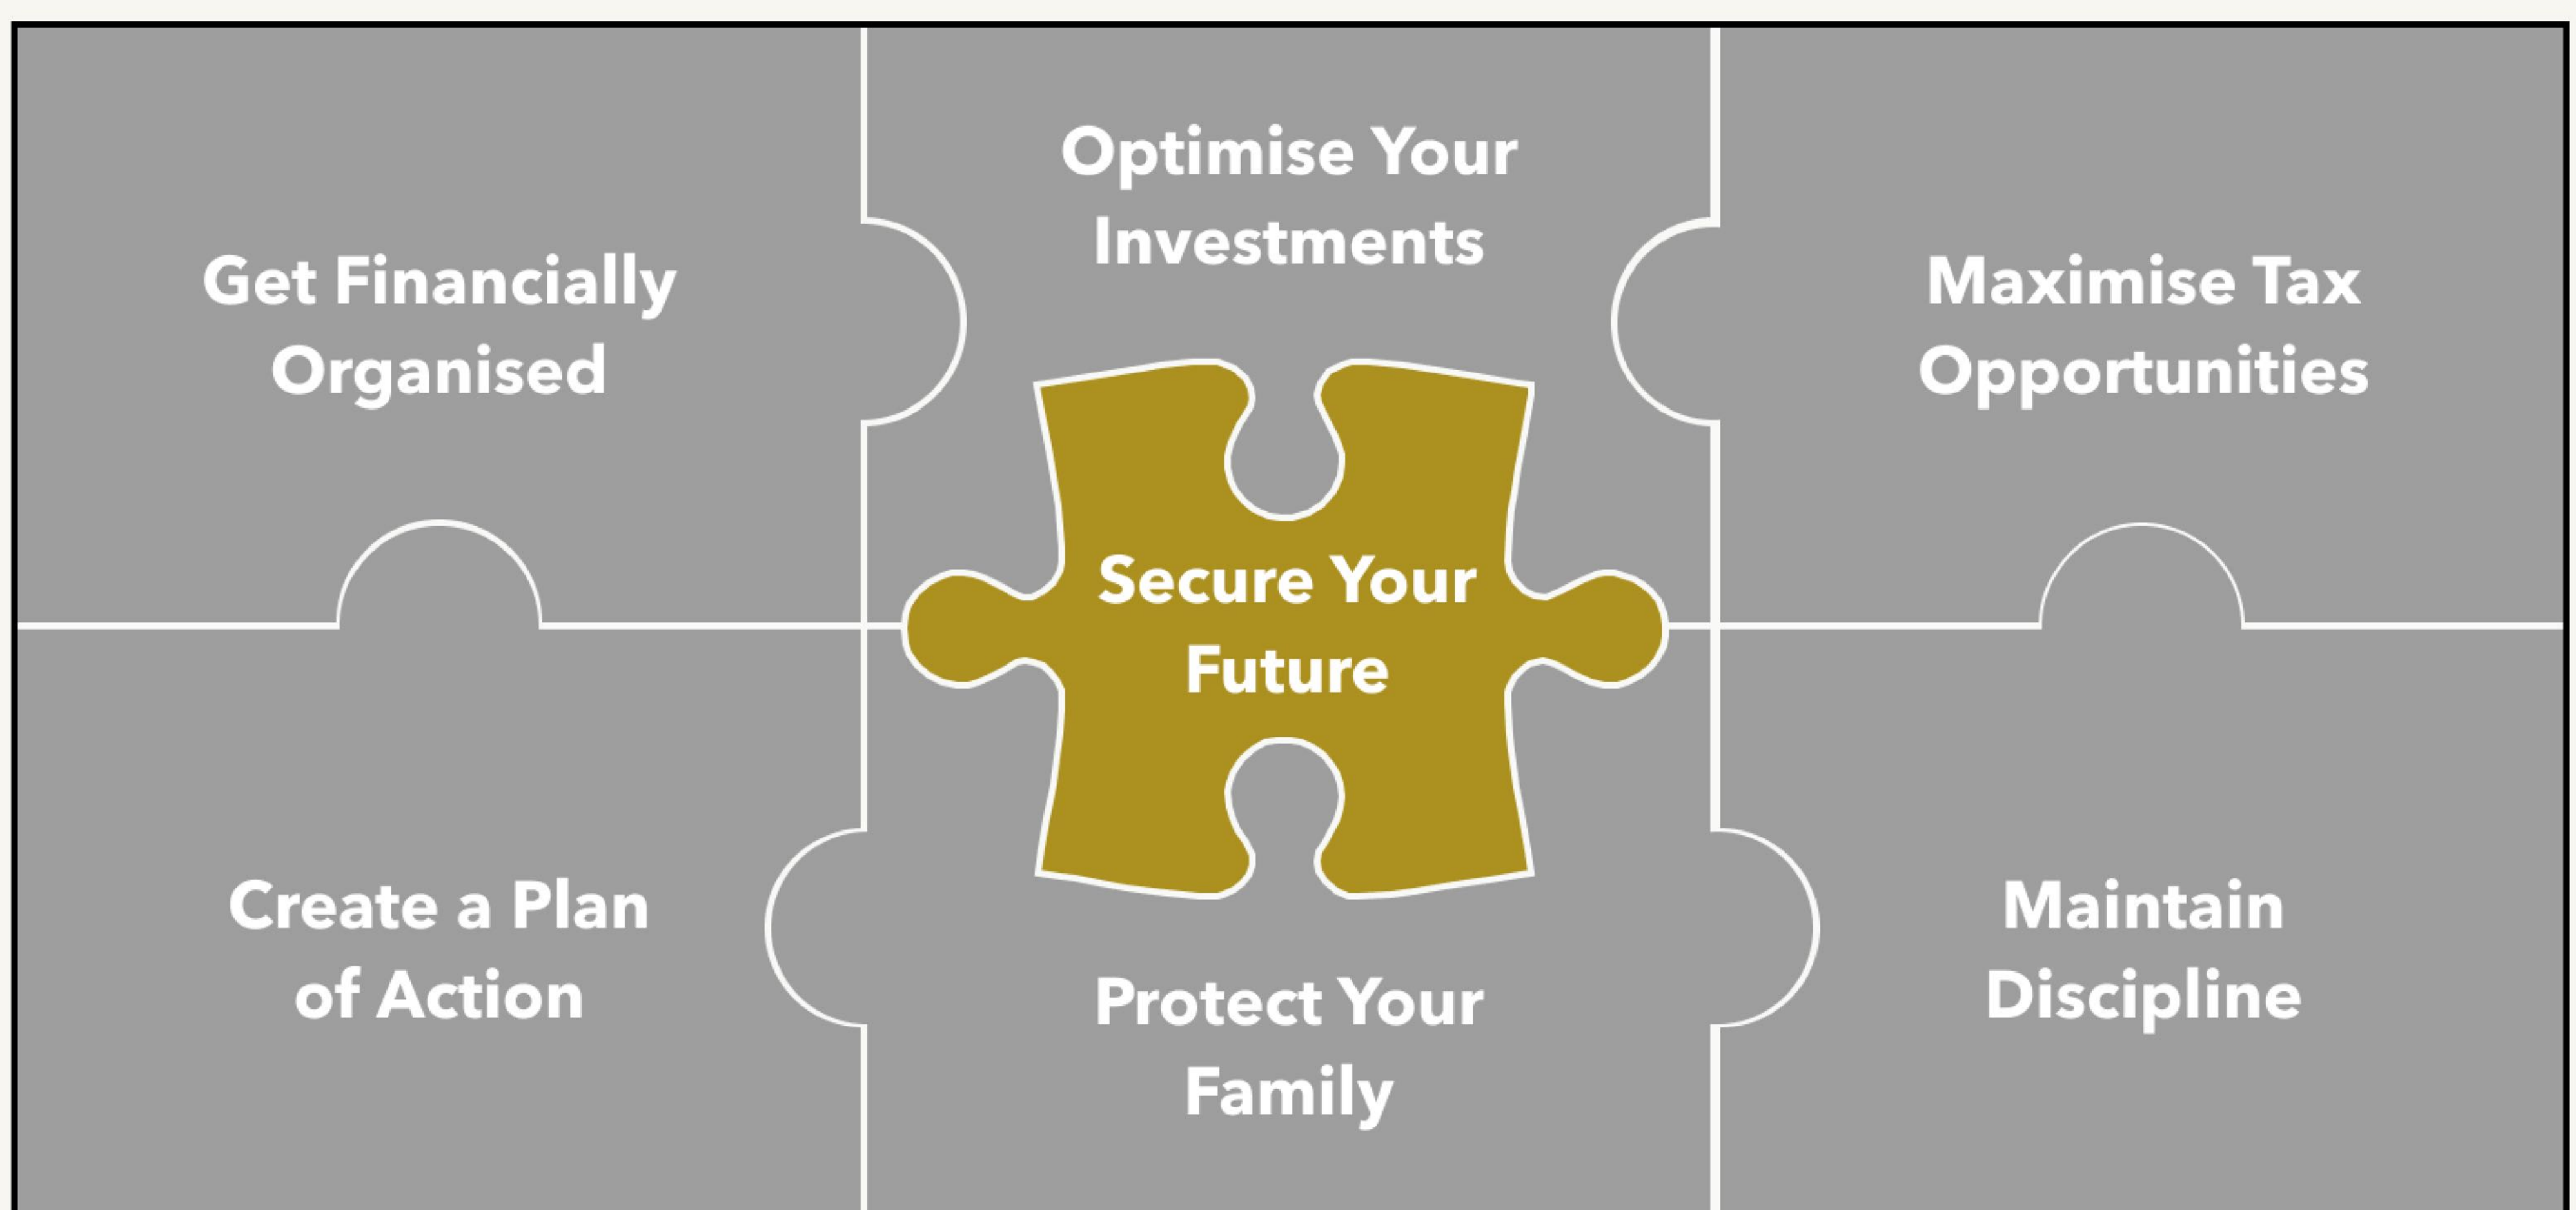 Get Financially
Organised
Optimise Your
Investments
Maximise Tax
Opportunities
Secure Your
Future
Create a Plan
of Action
Protect Your
Family
Maintain
Discipline